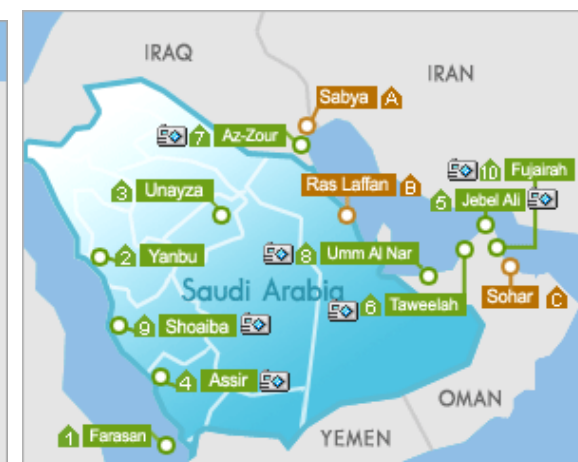 IRAQ
IRAN
Sabya A
7 Az-Zour
10 Fujairah
3 Unayza
Ras Laffan B
5 Jebel Ali
2 Yanbu
8 Umm Al Nar
Saudi Arabia
6 Taweelah
Sohar C
9 Shoaiba
4 Assir
OMAN
1 Farasan
YEMEN